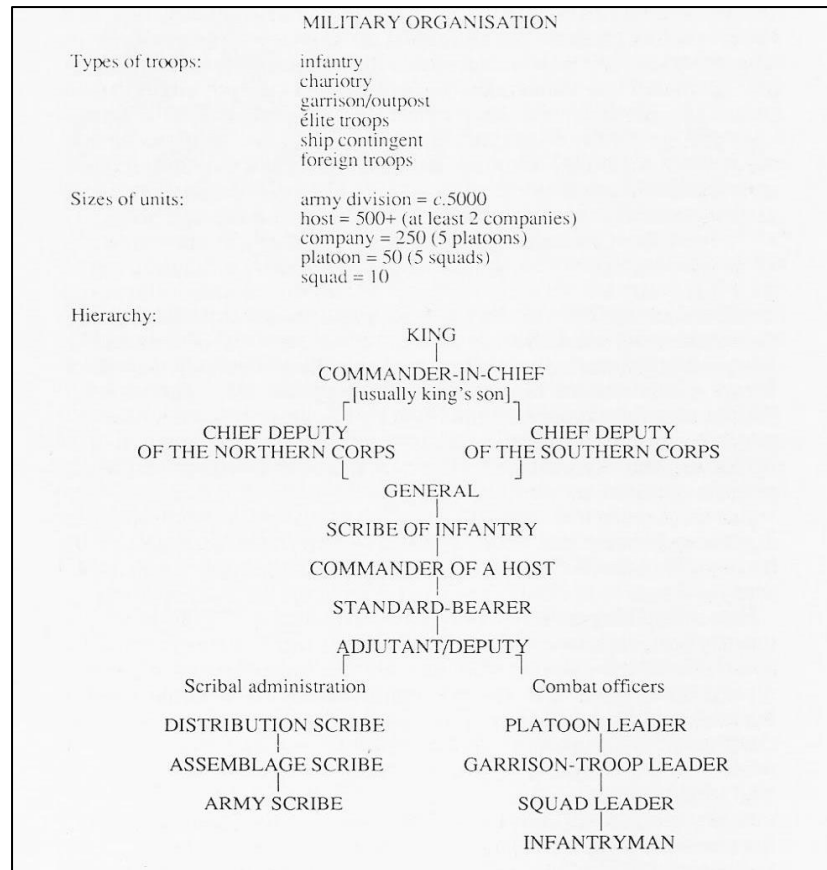 MILITARY ORGANISATION
Types of troops: infantry
chariotry
garrison/outpost
élite troops
ship contingent
foreign troops
Sizes of units: army division = c.5000
host = 500+ (at least 2 companies)
company = 250 (5 platoons)
platoon = 50 (5 squads)
squad = 10
Hierarchy:
KING
COMMANDER-IN-CHIEF
[usually king's son]
CHIEF DEPUTY CHIEF DEPUTY
OF THE NORTHERN CORPS OF THE SOUTHERN CORPS
GENERAL
SCRIBE OF INFANTRY
COMMANDER OF A HOST
STANDARD-BEARER
ADJUTANT/DEPUTY
Scribal administration Combat officers
DISTRIBUTION SCRIBE PLATOON LEADER
ASSEMBLAGE SCRIBE GARRISON-TROOP LEADER
ARMY SCRIBE SQUAD LEADER
INFANTRYMAN